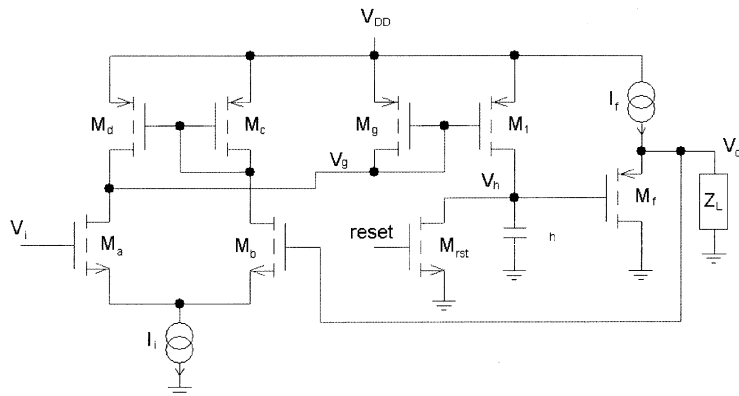 V_DD
I_f
M_d
M_c
M_g
M_1
V_g
V_h
V_o
V_i
M_a
M_b
reset
M_rst
h
M_f
Z_L
I_i